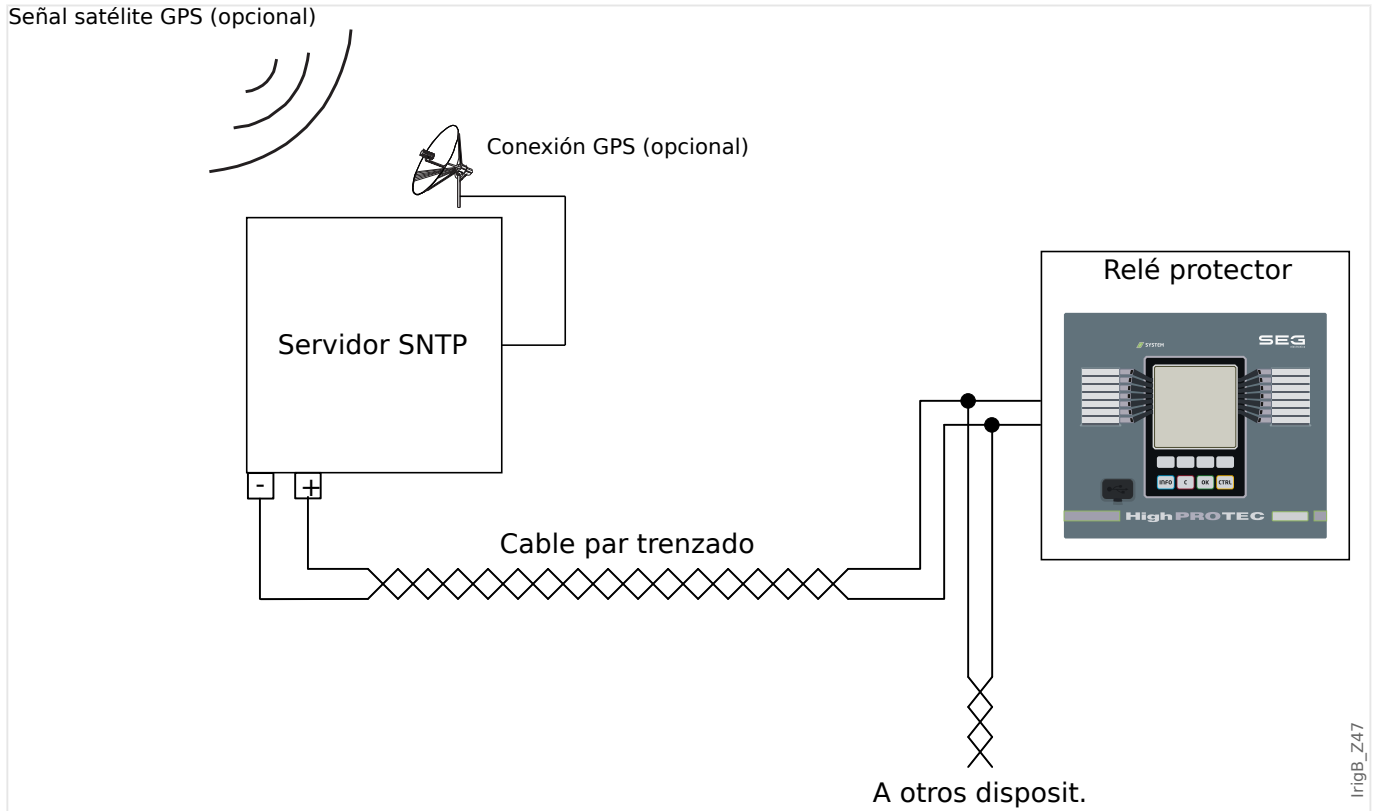 Señal satélite GPS (opcional)
Conexión GPS (opcional)
Servidor SNTP
- +
Relé protector
SYSTEM
SEG
INFO C OK CTRL
HighPROTEC
Cable par trenzado
A otros disposit.
IrigB_Z47